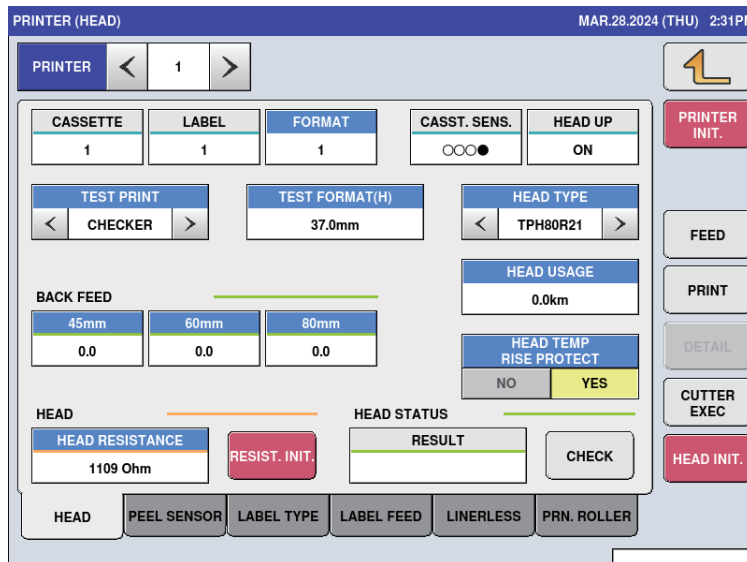 PRINTER (HEAD) MAR.28.2024 (THU) 2:31PM
PRINTER 1
CASSETTE LABEL FORMAT CASST. SENS. HEAD UP
1 1 1 ○○○● ON
PRINTER
INIT.
TEST PRINT TEST FORMAT(H) HEAD TYPE
CHECKER 37.0mm TPH80R21
FEED
HEAD USAGE
0.0km
PRINT
BACK FEED
45mm 60mm 80mm
0.0 0.0 0.0
HEAD TEMP
RISE PROTECT
NO YES
DETAIL
CUTTER
EXEC
HEAD HEAD STATUS
HEAD RESISTANCE RESULT
1109 Ohm
RESIST. INIT.
CHECK
HEAD INIT.
HEAD PEEL SENSOR LABEL TYPE LABEL FEED LINERLESS PRN. ROLLER